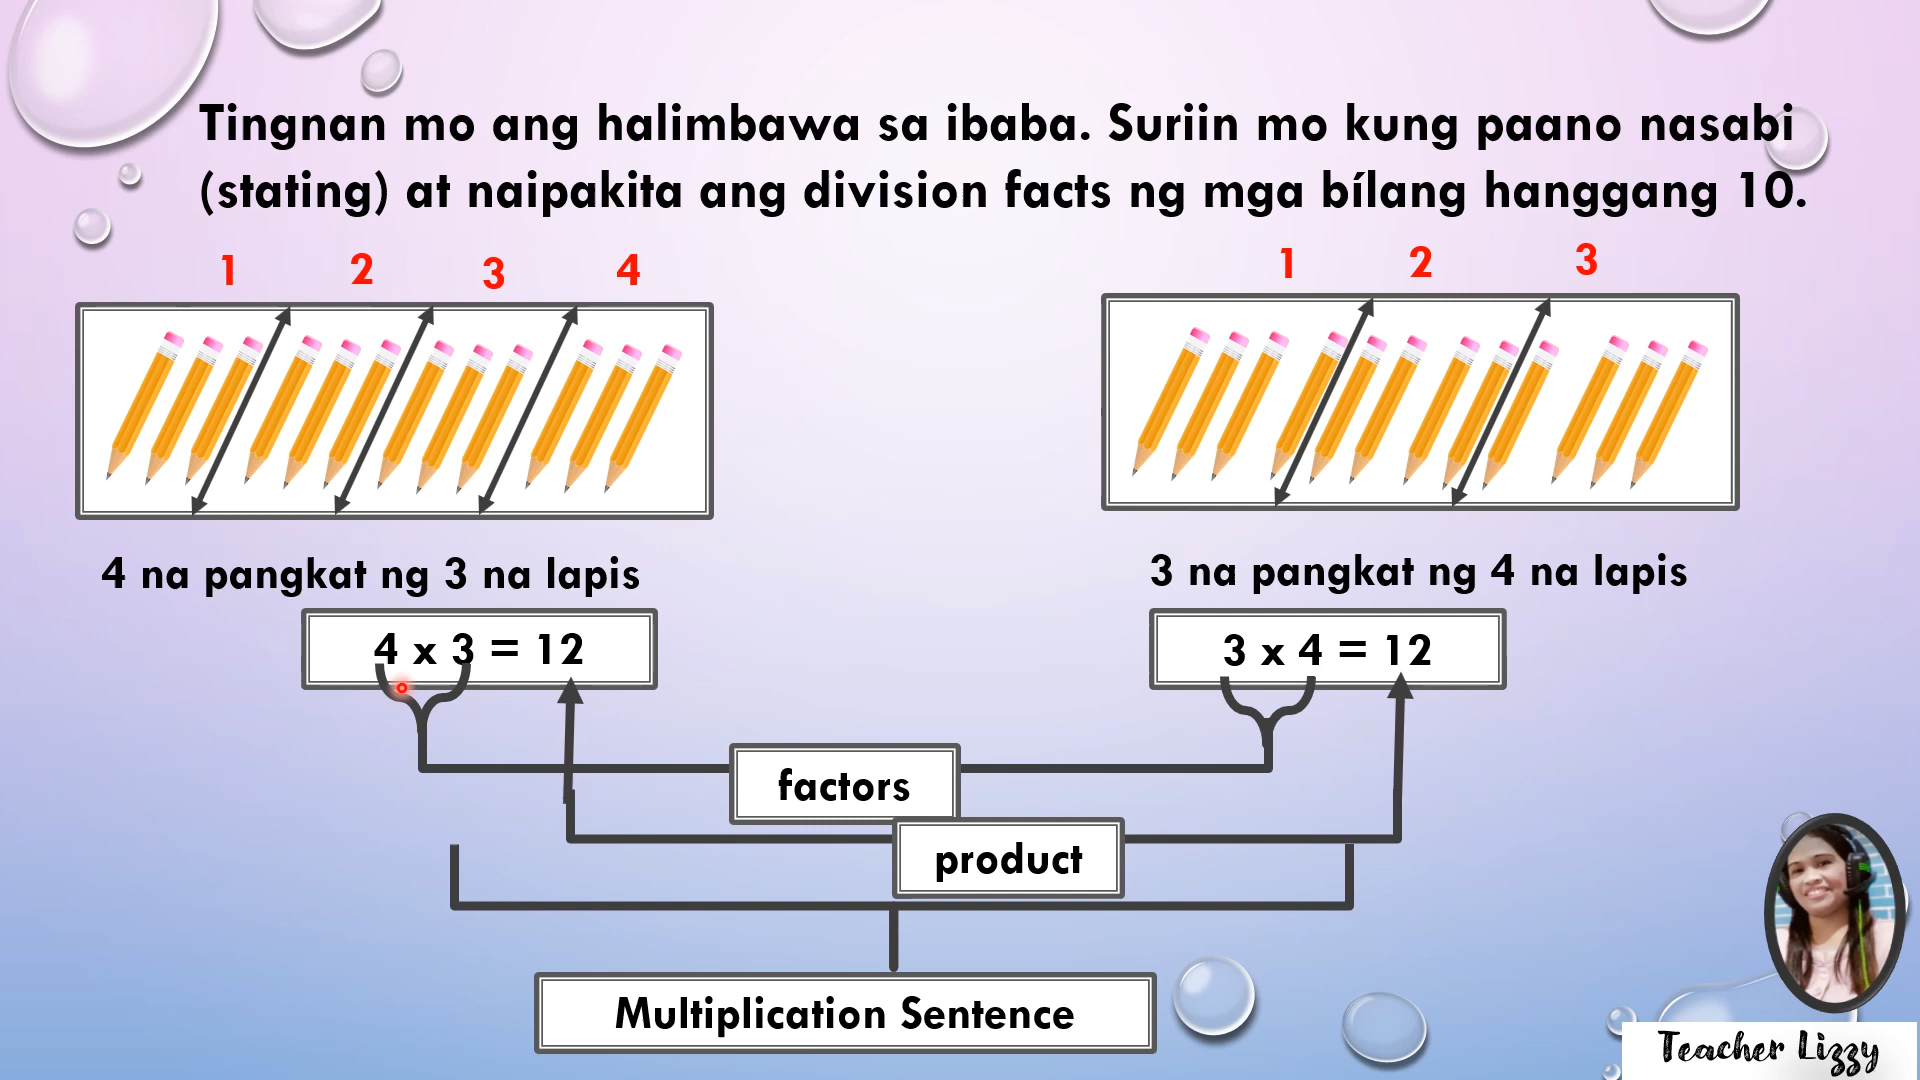 Tingnan mo ang halimbawa sa ibaba. Suriin mo kung paano nasabi
(stating) at naipakita ang division facts ng mga bílang hanggang 10.
1 2 3 4
1 2 3
4 na pangkat ng 3 na lapis
3 na pangkat ng 4 na lapis
4 x 3 = 12
3 x 4 = 12
factors
product
Multiplication Sentence
Teacher Lizzy